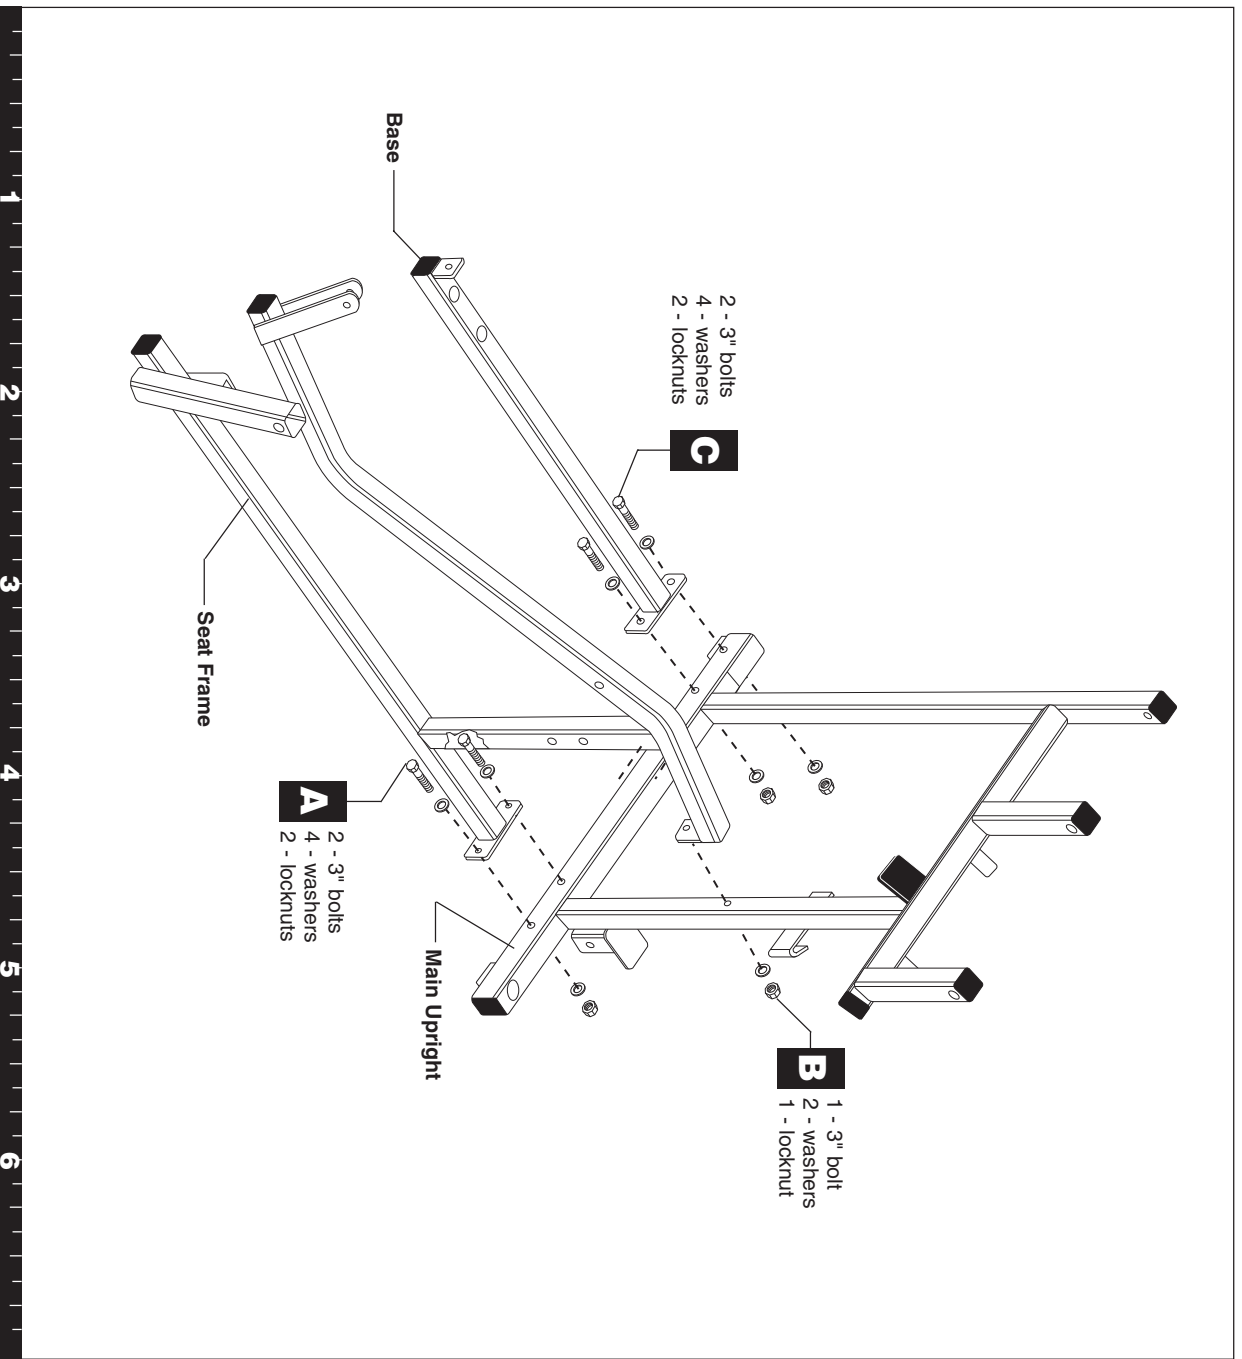 Base
2 - 3" bolts
4 - washers
2 - locknuts
C
Seat Frame
A
2 - 3" bolts
4 - washers
2 - locknuts
Main Upright
B
1 - 3" bolt
2 - washers
1 - locknut
1
2
3
4
5
6